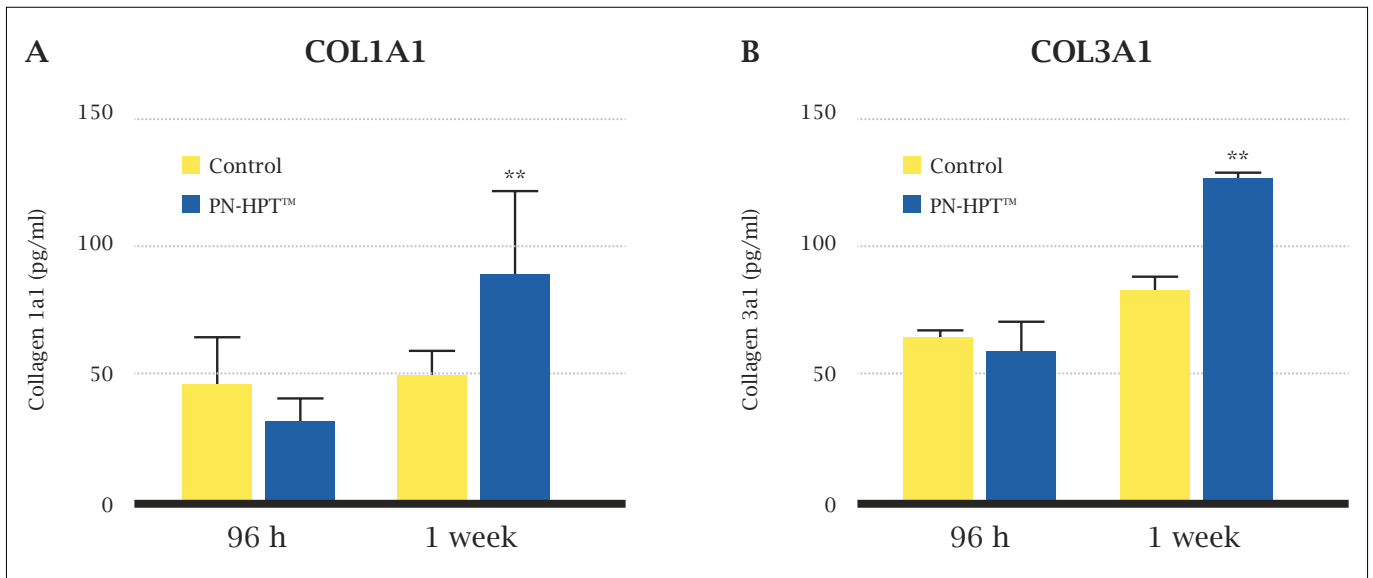 A
COL1A1
150
Control
PN-HPT™
**
100
50
0
Collagen 1a1 (pg/ml)
96 h
1 week
B
COL3A1
150
Control
PN-HPT™
**
100
50
0
Collagen 3a1 (pg/ml)
96 h
1 week